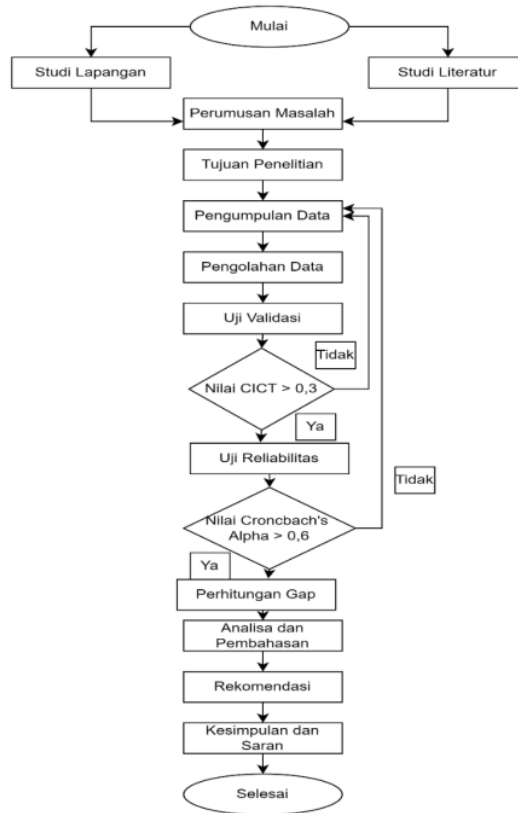 Mulai
Studi Lapangan
Studi Literatur
Perumusan Masalah
Tujuan Penelitian
Pengumpulan Data
Pengolahan Data
Uji Validasi
Tidak
Nilai CICT > 0,3
Ya
Uji Reliabilitas
Tidak
Nilai Croncbach's
Alpha > 0,6
Ya
Perhitungan Gap
Analisa dan
Pembahasan
Rekomendasi
Kesimpulan dan
Saran
Selesai